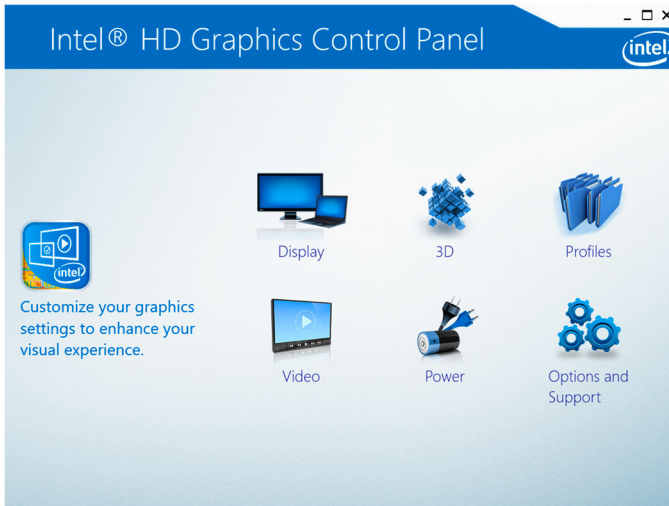 Intel® HD Graphics Control Panel
intel
Display
3D
Profiles
intel
Customize your graphics
settings to enhance your
visual experience.
Video
Power
Options and
Support